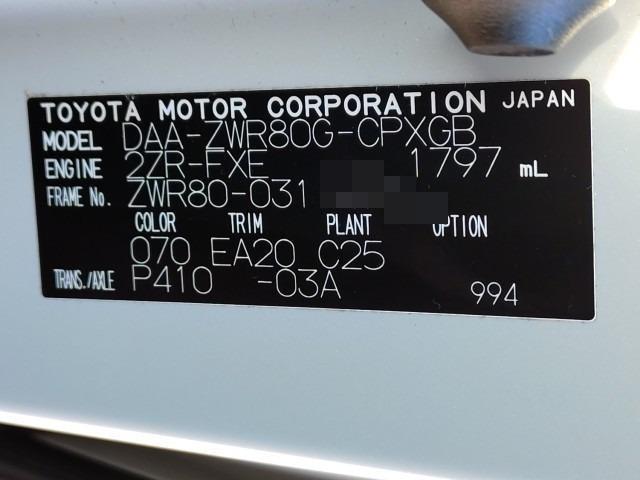 TOYOTA MOTOR CORPORATION JAPAN
MODEL DAA-ZWR80G-CPXGB
ENGINE 2ZR-FXE 1797 mL
FRAME No. ZWR80-031
COLOR TRIM PLANT OPTION
070 EA20 C25
TRANS./AXLE P410 -03A 994